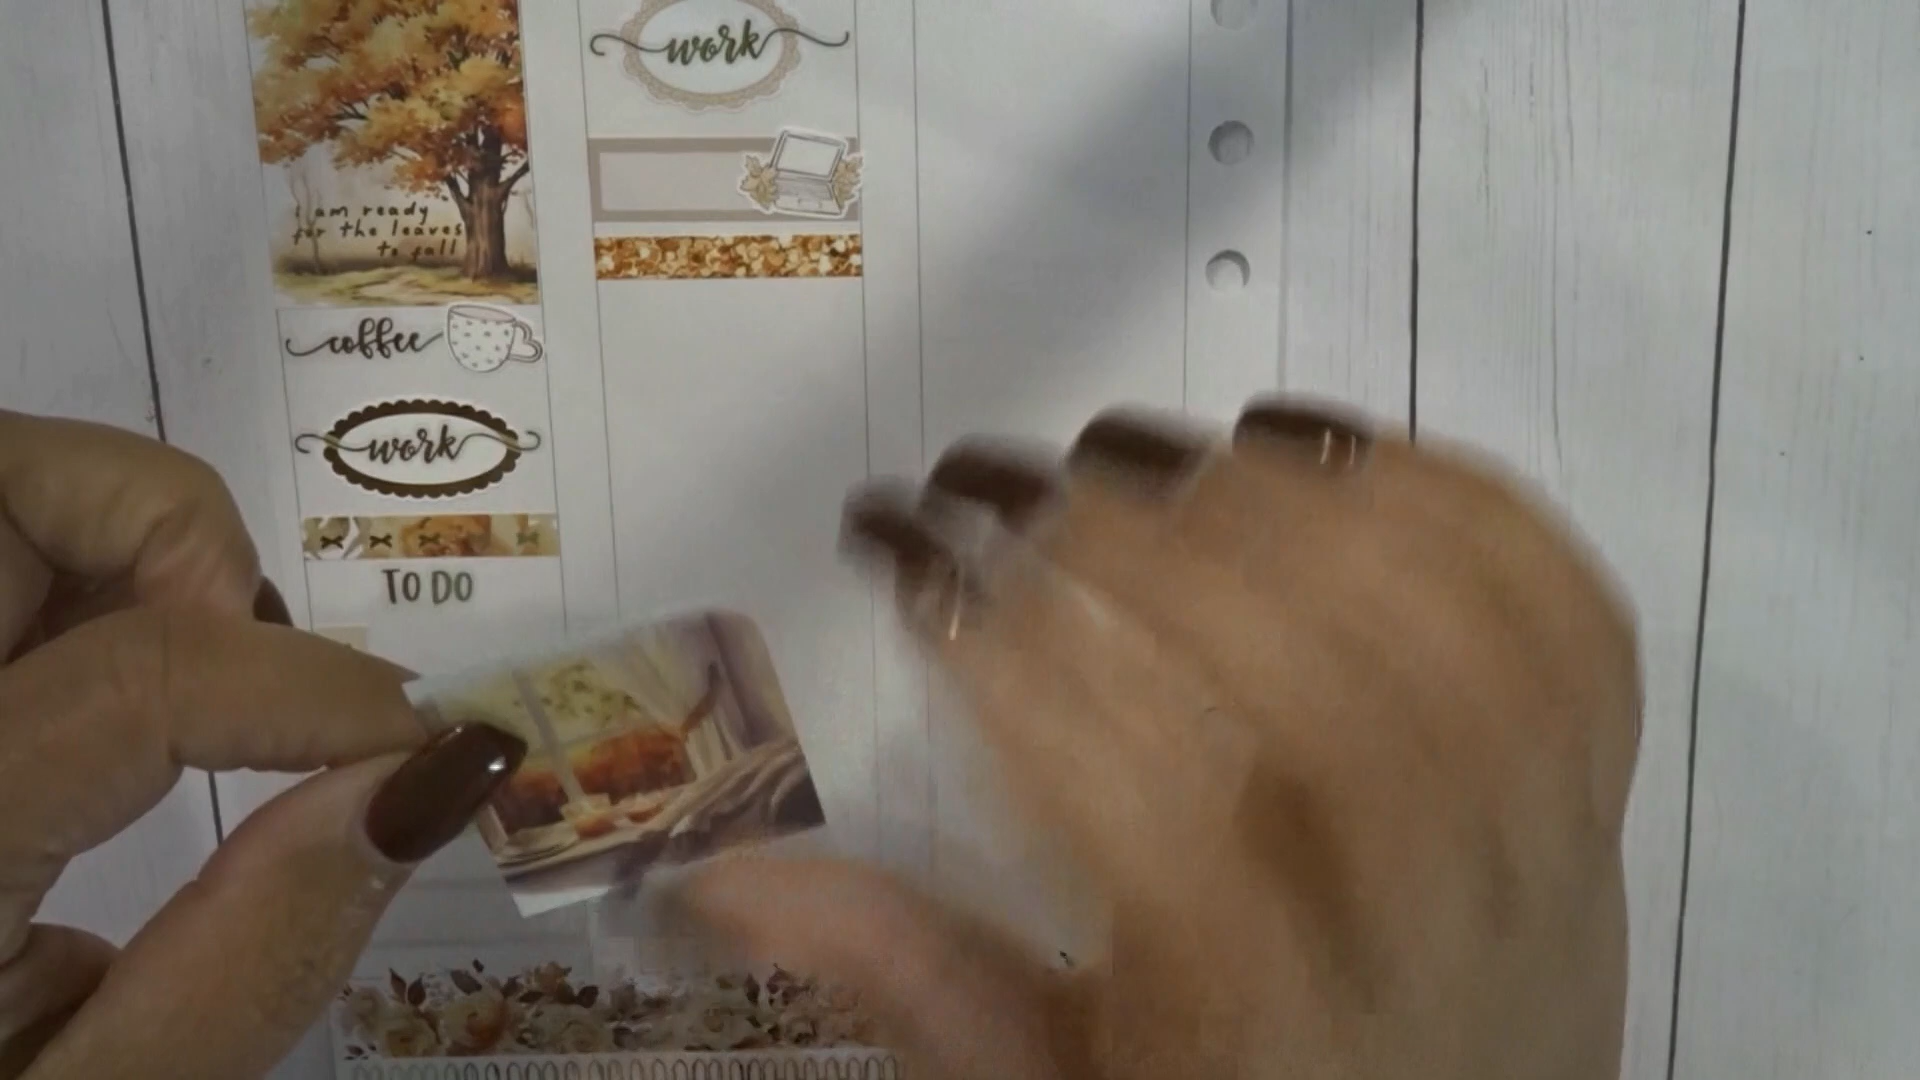 i am ready
for the leaves
to fall
coffee
work
TO DO
work